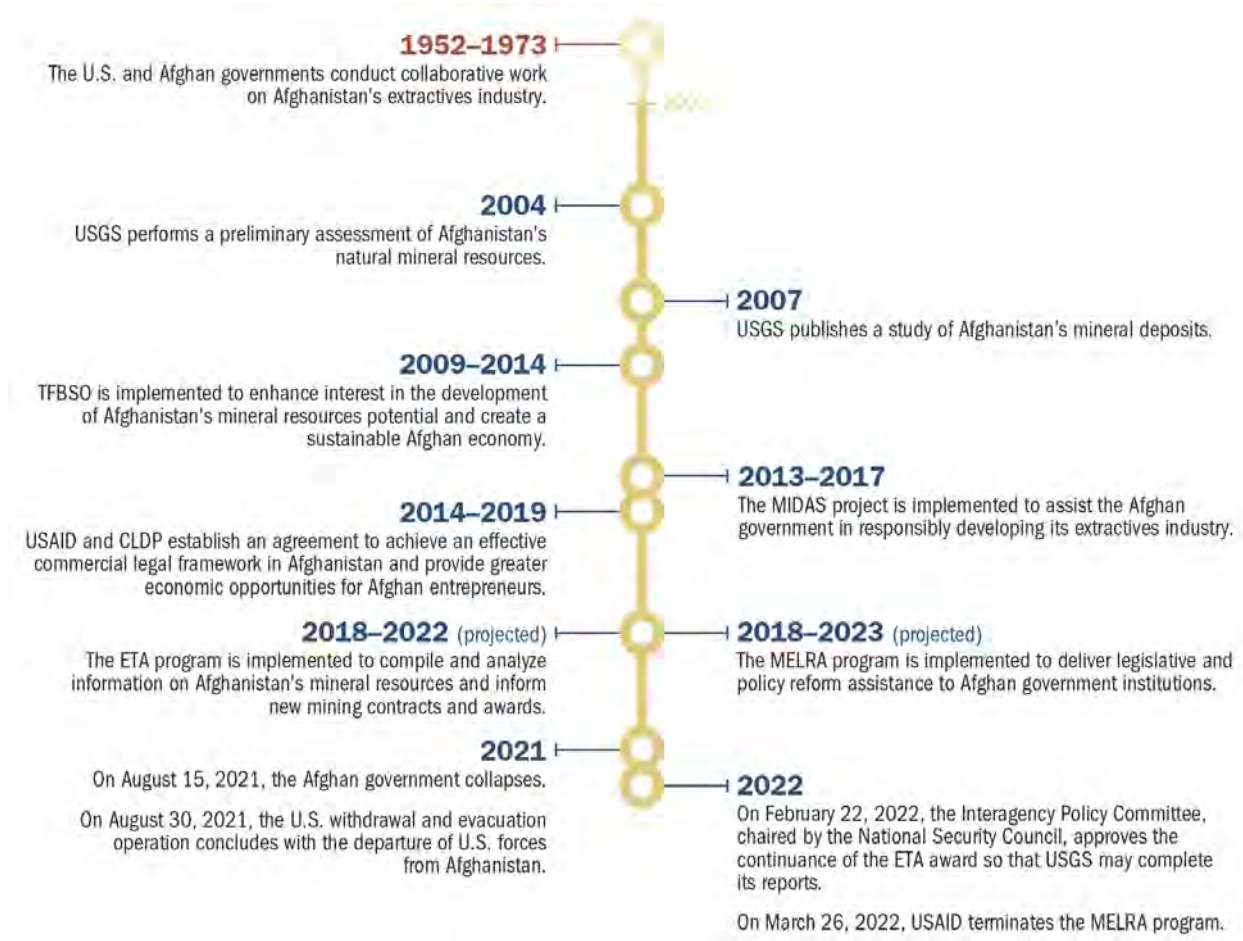 1952–1973
The U.S. and Afghan governments conduct collaborative work
on Afghanistan's extractives industry.
2004
USGS performs a preliminary assessment of Afghanistan's
natural mineral resources.
2007
USGS publishes a study of Afghanistan's mineral deposits.
2009–2014
TFBSO is implemented to enhance interest in the development
of Afghanistan's mineral resources potential and create a
sustainable Afghan economy.
2013–2017
The MIDAS project is implemented to assist the Afghan
government in responsibly developing its extractives industry.
2014–2019
USAID and CLDP establish an agreement to achieve an effective
commercial legal framework in Afghanistan and provide greater
economic opportunities for Afghan entrepreneurs.
2018–2022 (projected)
The ETA program is implemented to compile and analyze
information on Afghanistan's mineral resources and inform
new mining contracts and awards.
2018–2023 (projected)
The MELRA program is implemented to deliver legislative and
policy reform assistance to Afghan government institutions.
2021
On August 15, 2021, the Afghan government collapses.
On August 30, 2021, the U.S. withdrawal and evacuation
operation concludes with the departure of U.S. forces
from Afghanistan.
2022
On February 22, 2022, the Interagency Policy Committee,
chaired by the National Security Council, approves the
continuance of the ETA award so that USGS may complete
its reports.
On March 26, 2022, USAID terminates the MELRA program.